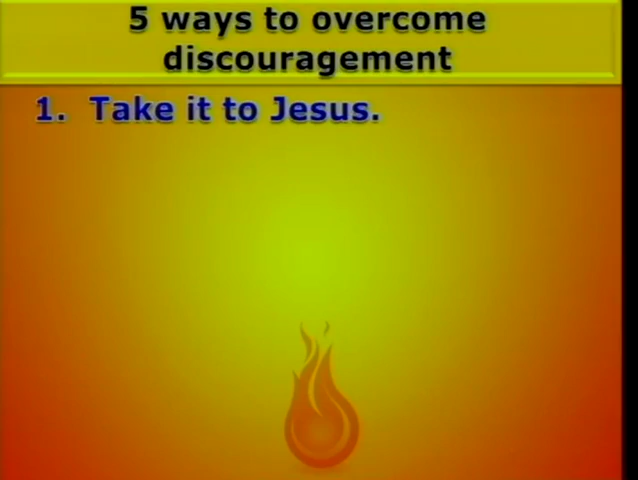 5 ways to overcome
discouragement
1. Take it to Jesus.